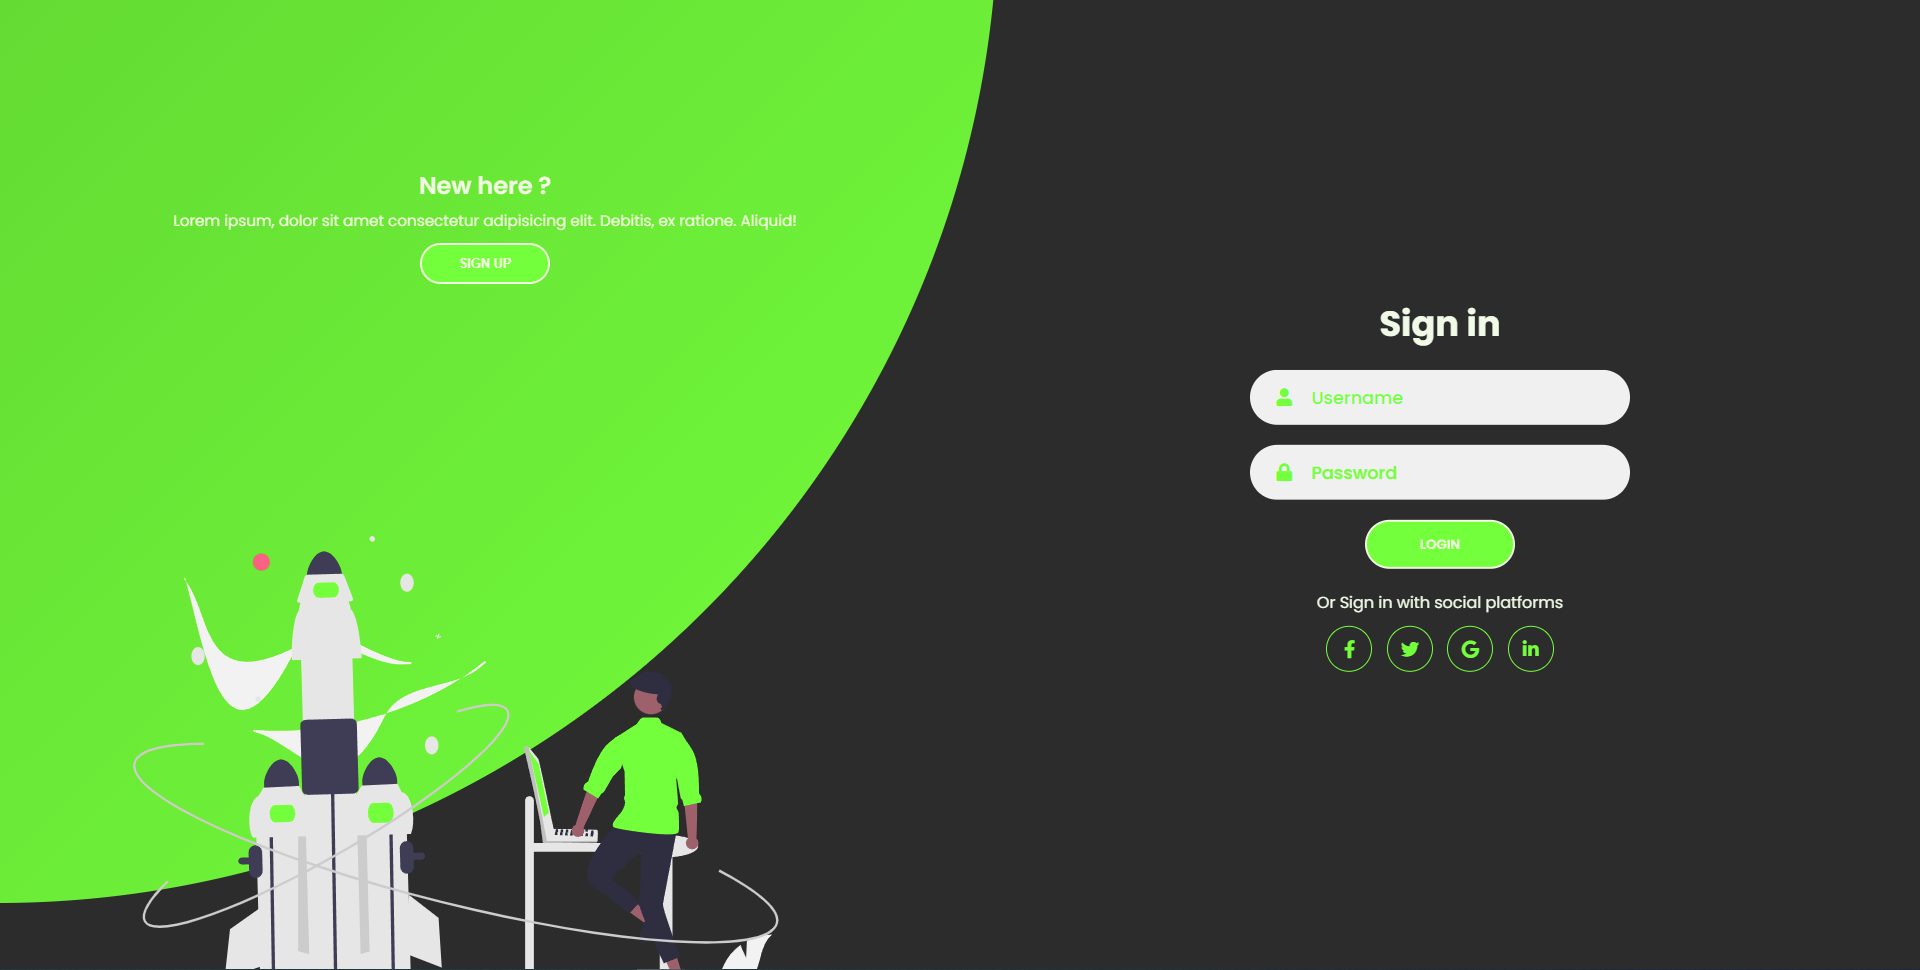 New here ?
Lorem ipsum, dolor sit amet consectetur adipisicing elit. Debitis, ex ratione. Aliquid!
SIGN UP
Sign in
Username
Password
LOGIN
Or Sign in with social platforms